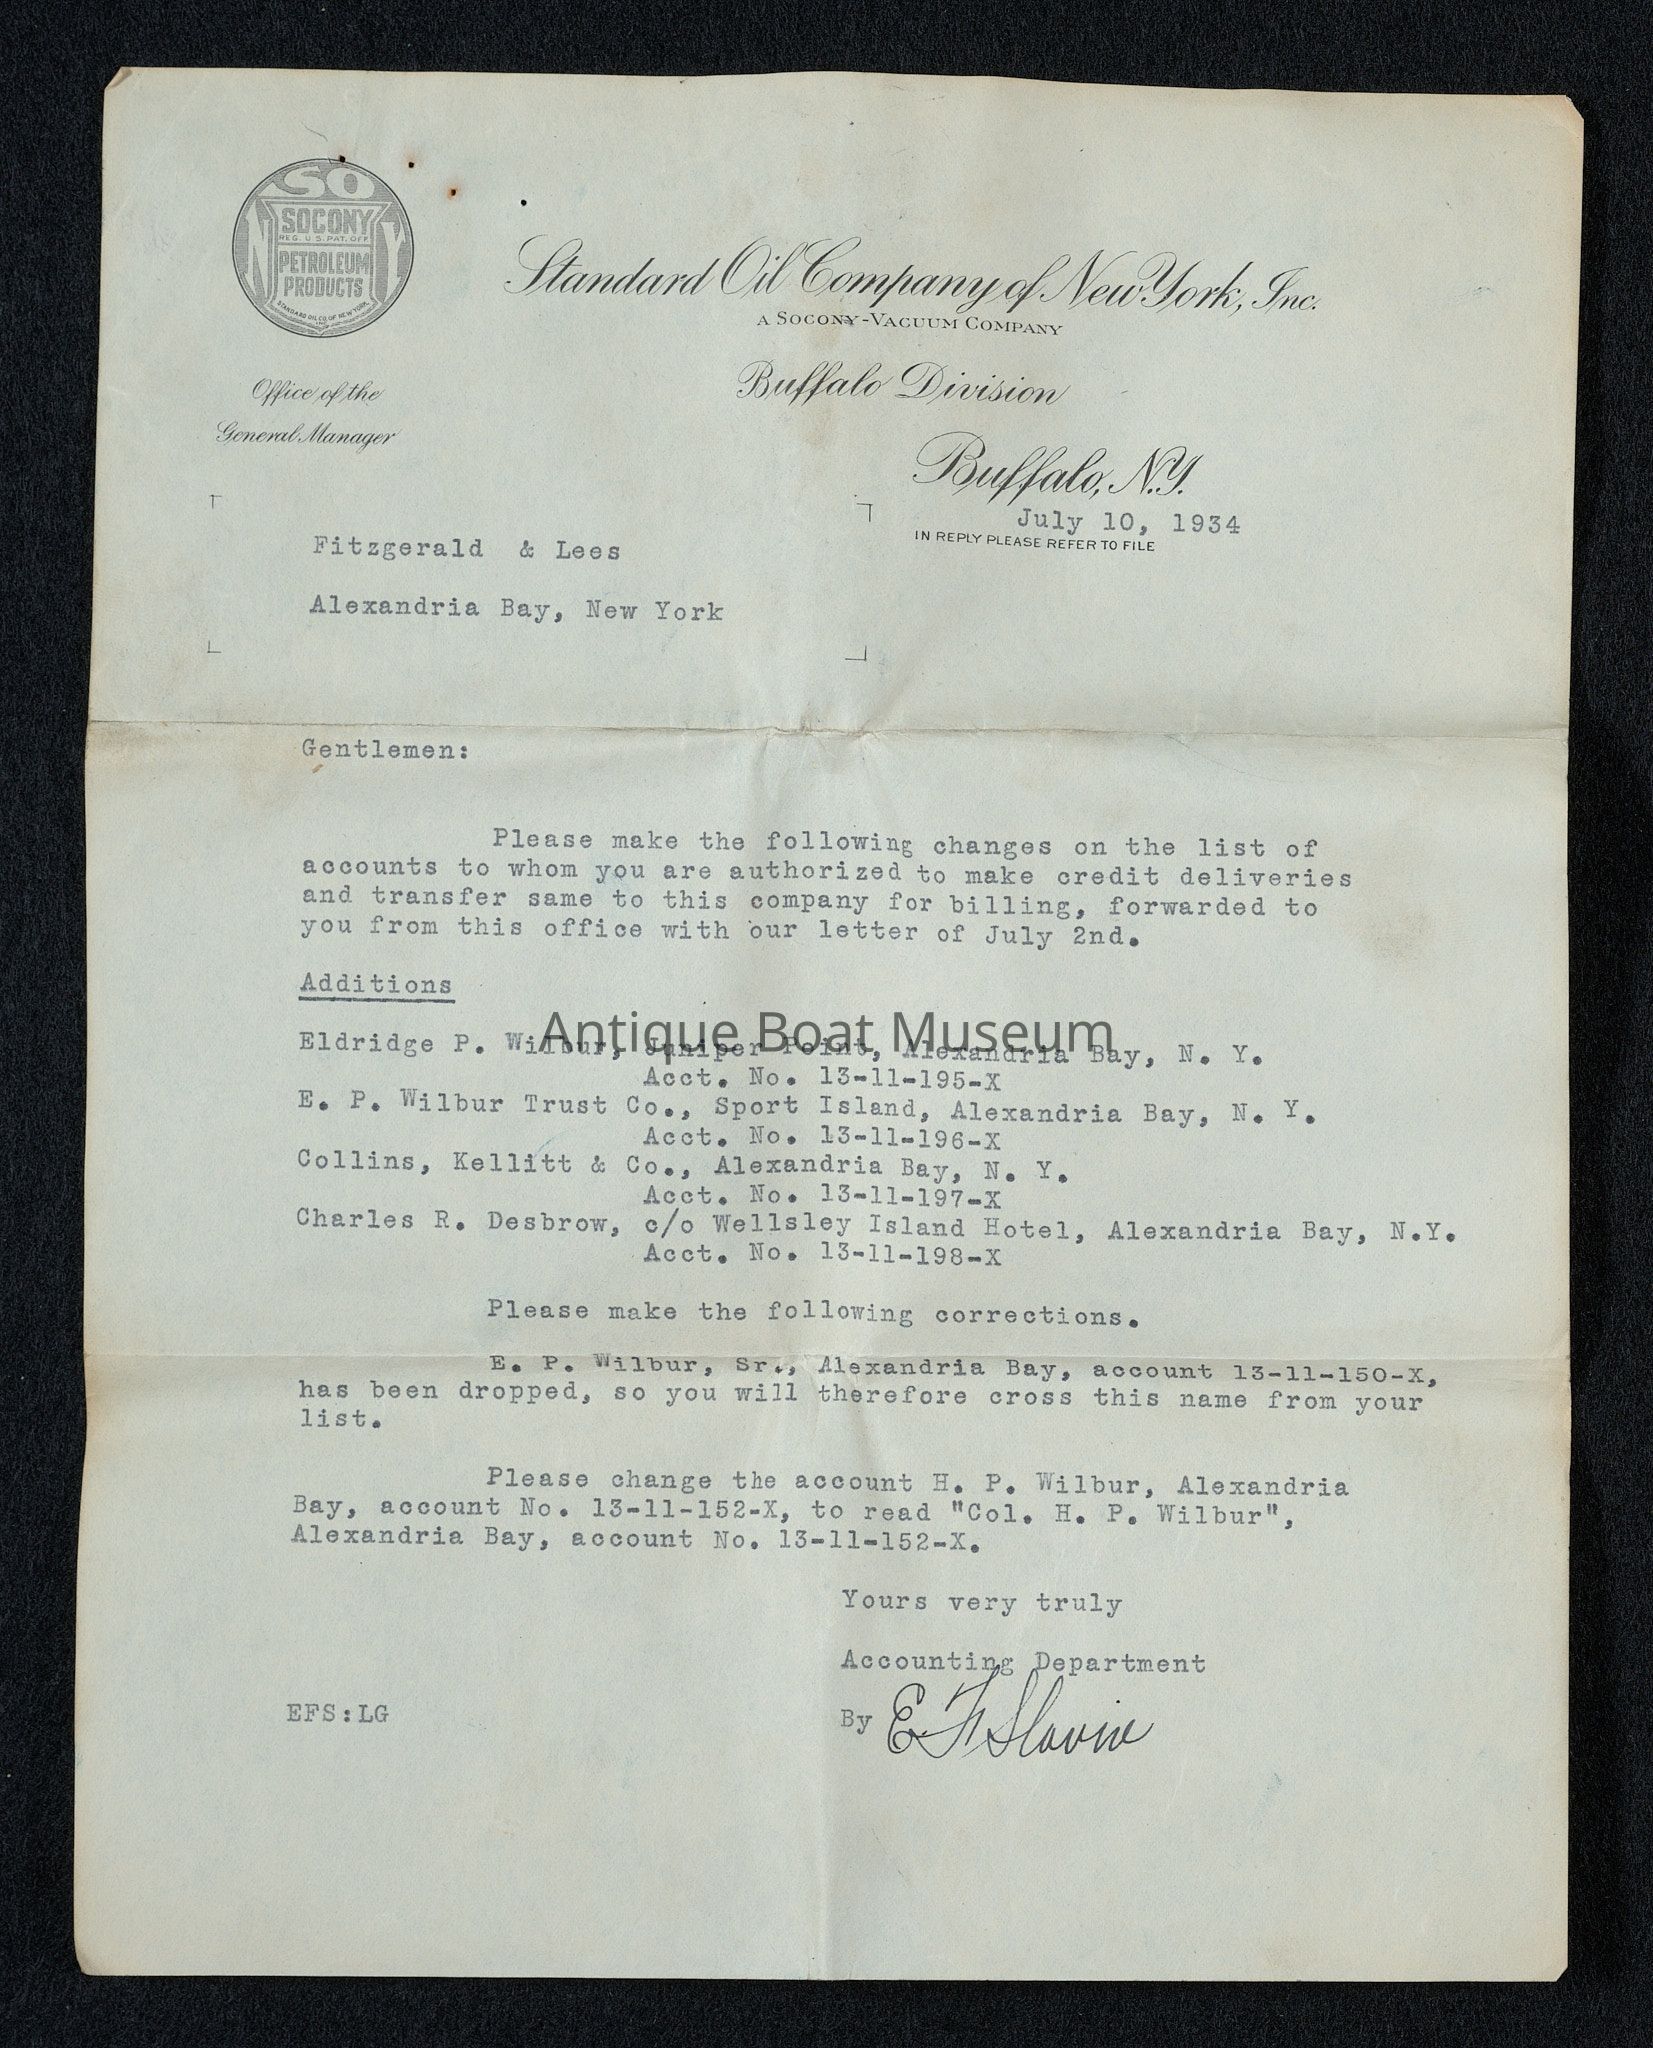 SO
N Y
SOCONY
REG. U.S. PAT. OFF.
PETROLEUM
PRODUCTS
STANDARD OIL CO. OF NEW YORK.
INC.
Standard Oil Company of New York, Inc.
A SOCONY-VACUUM COMPANY
Buffalo Division
Office of the
General Manager
Buffalo, N.Y.
July 10, 1934
IN REPLY PLEASE REFER TO FILE
Fitzgerald & Lees
Alexandria Bay, New York
Gentlemen:
Please make the following changes on the list of
accounts to whom you are authorized to make credit deliveries
and transfer same to this company for billing, forwarded to
you from this office with our letter of July 2nd.
Additions
Antique Boat Museum
Eldridge P. Wilbur, Juniper Point, Alexandria Bay, N. Y.
Acct. No. 13-11-195-X
E. P. Wilbur Trust Co., Sport Island, Alexandria Bay, N. Y.
Acct. No. 13-11-196-X
Collins, Kellitt & Co., Alexandria Bay, N. Y.
Acct. No. 13-11-197-X
Charles R. Desbrow, c/o Wellsley Island Hotel, Alexandria Bay, N.Y.
Acct. No. 13-11-198-X
Please make the following corrections.
E. P. Wilbur, Sr., Alexandria Bay, account 13-11-150-X,
has been dropped, so you will therefore cross this name from your
list.
Please change the account H. P. Wilbur, Alexandria
Bay, account No. 13-11-152-X, to read "Col. H. P. Wilbur",
Alexandria Bay, account No. 13-11-152-X.
Yours very truly
Accounting Department
EFS:LG
By E F Slavin